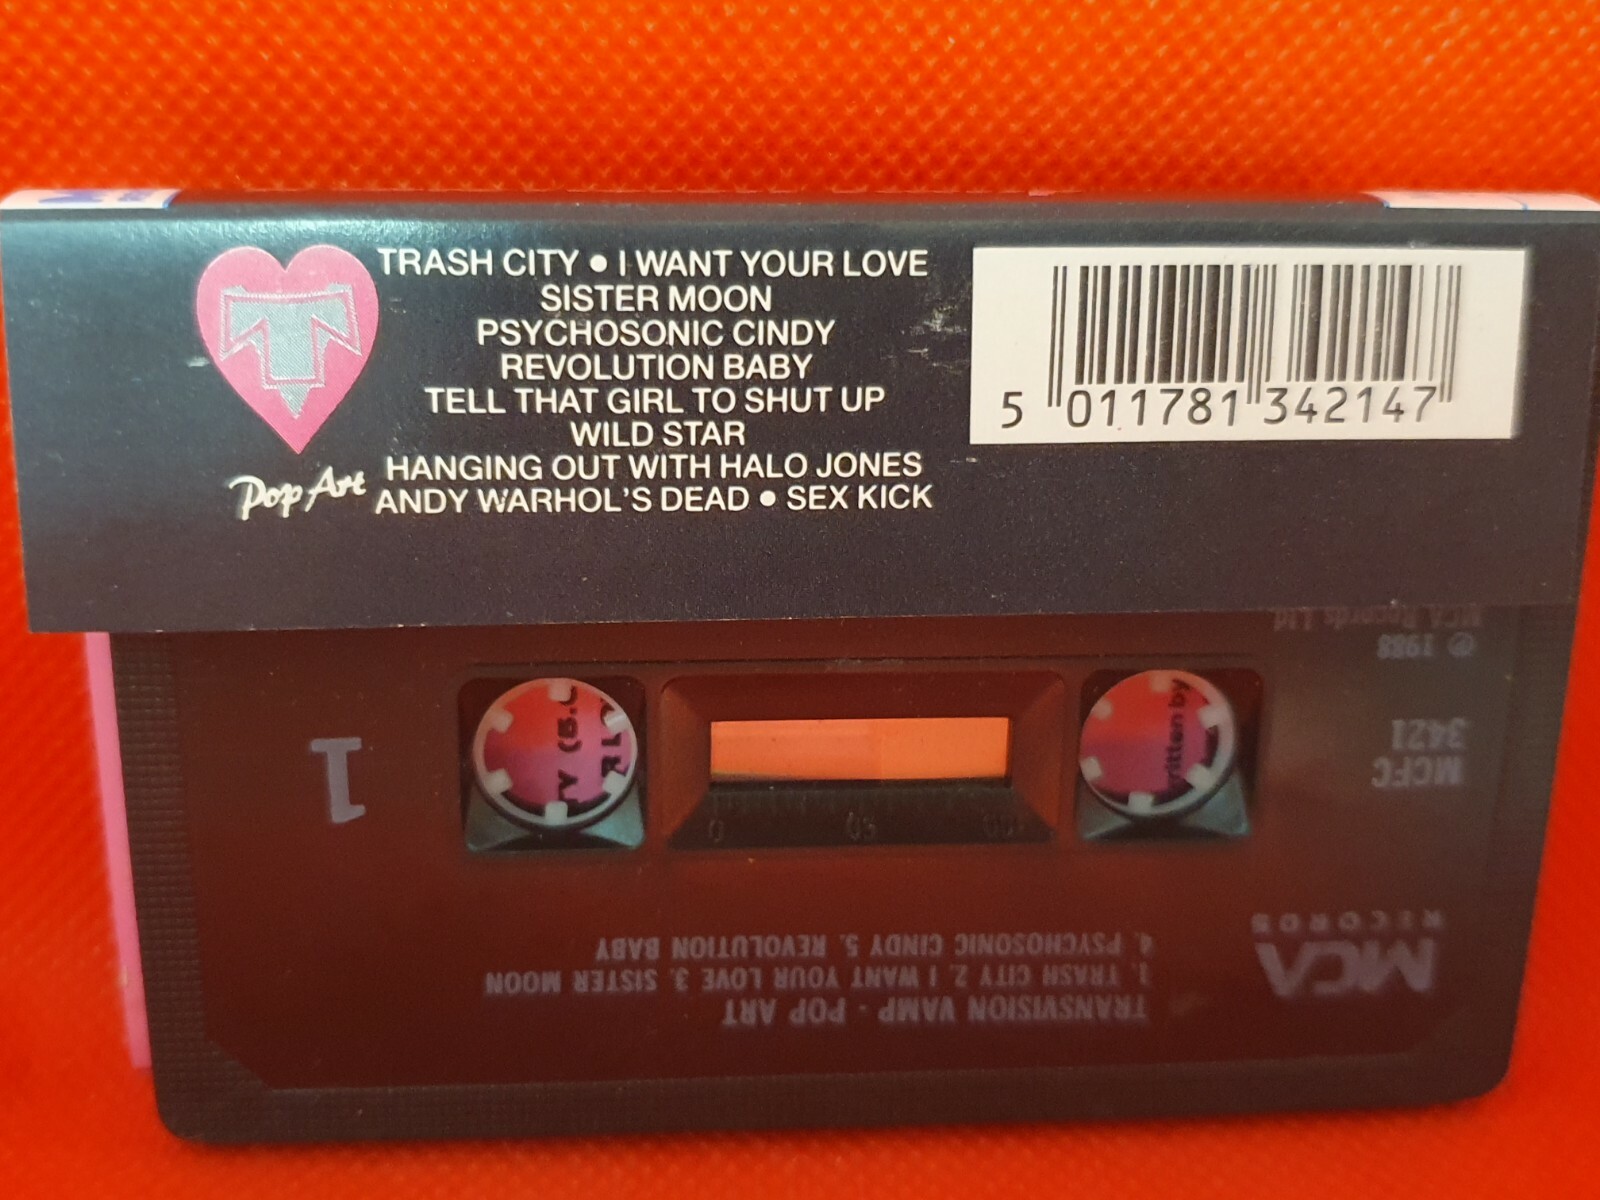 TRASH CITY • I WANT YOUR LOVE
SISTER MOON
PSYCHOSONIC CINDY
REVOLUTION BABY
TELL THAT GIRL TO SHUT UP
WILD STAR
HANGING OUT WITH HALO JONES
ANDY WARHOL'S DEAD • SEX KICK
Pop Art
5 011781 342147
TRANSVISION VAMP - POP ART
1. TRASH CITY 2. I WANT YOUR LOVE 3. SISTER MOON
4. PSYCHOSONIC CINDY 5. REVOLUTION BABY
MCA
RECORDS
0 50 100
written by
MCFC
3421
1
℗ 1988
MCA Records Ltd